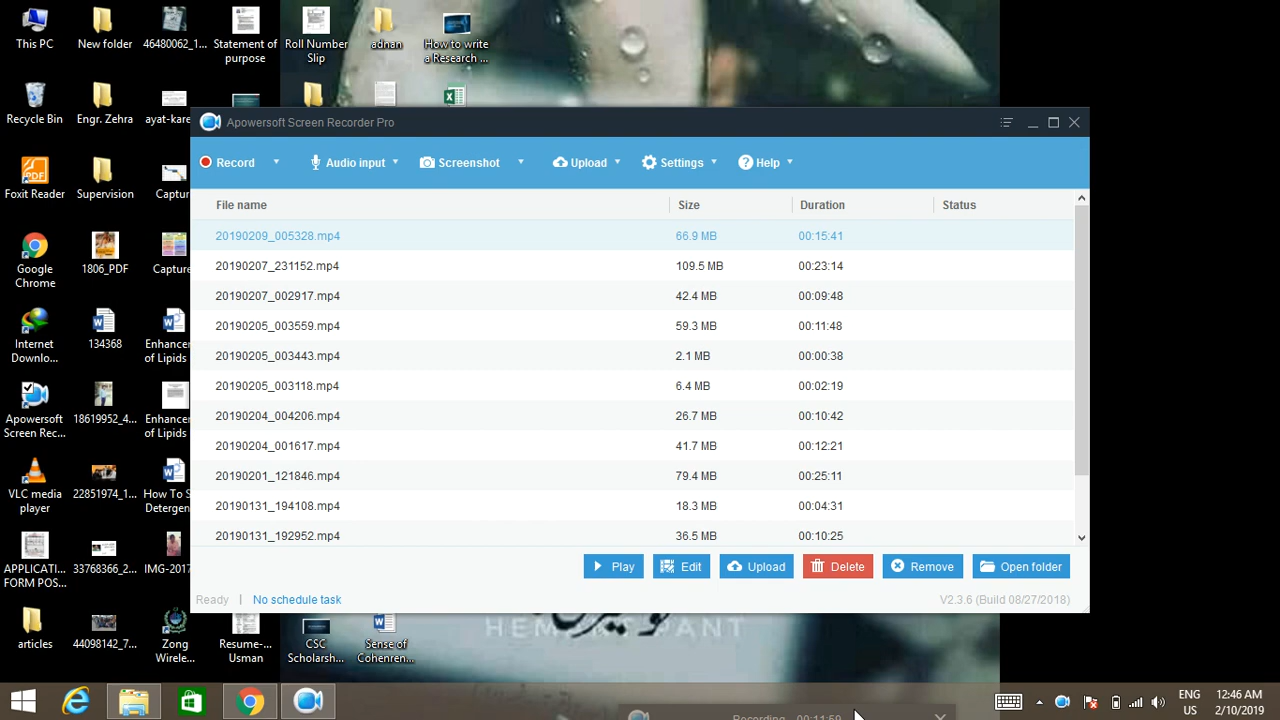 This PC
New folder
46480062_1...
Statement of
purpose
Roll Number
Slip
adnan
How to write
a Research ...
Recycle Bin
Engr. Zehra
ayat-kare
Foxit Reader
Supervision
Captur
Google
Chrome
1806_PDF
Capture
Internet
Downlo...
134368
Enhancer
of Lipids
Apowersoft
Screen Rec...
18619952_4...
Enhancer
of Lipids
VLC media
player
22851974_1...
How To S
Detergen
APPLICATI...
FORM POS...
33768366_2...
IMG-2017
articles
44098142_7...
Zong
Wirele...
Resume-...
Usman
CSC
Scholarsh...
Sense of
Cohenren...
Apowersoft Screen Recorder Pro
Record Audio input Screenshot Upload Settings Help
File name Size Duration Status
20190209_005328.mp4 66.9 MB 00:15:41
20190207_231152.mp4 109.5 MB 00:23:14
20190207_002917.mp4 42.4 MB 00:09:48
20190205_003559.mp4 59.3 MB 00:11:48
20190205_003443.mp4 2.1 MB 00:00:38
20190205_003118.mp4 6.4 MB 00:02:19
20190204_004206.mp4 26.7 MB 00:10:42
20190204_001617.mp4 41.7 MB 00:12:21
20190201_121846.mp4 79.4 MB 00:25:11
20190131_194108.mp4 18.3 MB 00:04:31
20190131_192952.mp4 36.5 MB 00:10:25
Play Edit Upload Delete Remove Open folder
Ready No schedule task V2.3.6 (Build 08/27/2018)
Recording 00:11:59
ENG
US
12:46 AM
2/10/2019